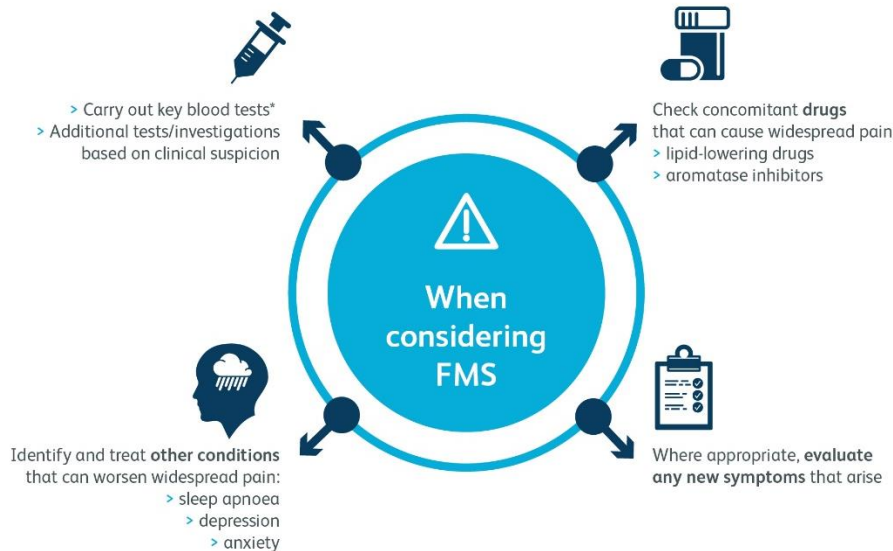 > Carry out key blood tests*
> Additional tests/investigations
based on clinical suspicion
Check concomitant drugs
that can cause widespread pain
> lipid-lowering drugs
> aromatase inhibitors
When
considering
FMS
Identify and treat other conditions
that can worsen widespread pain:
> sleep apnoea
> depression
> anxiety
Where appropriate, evaluate
any new symptoms that arise